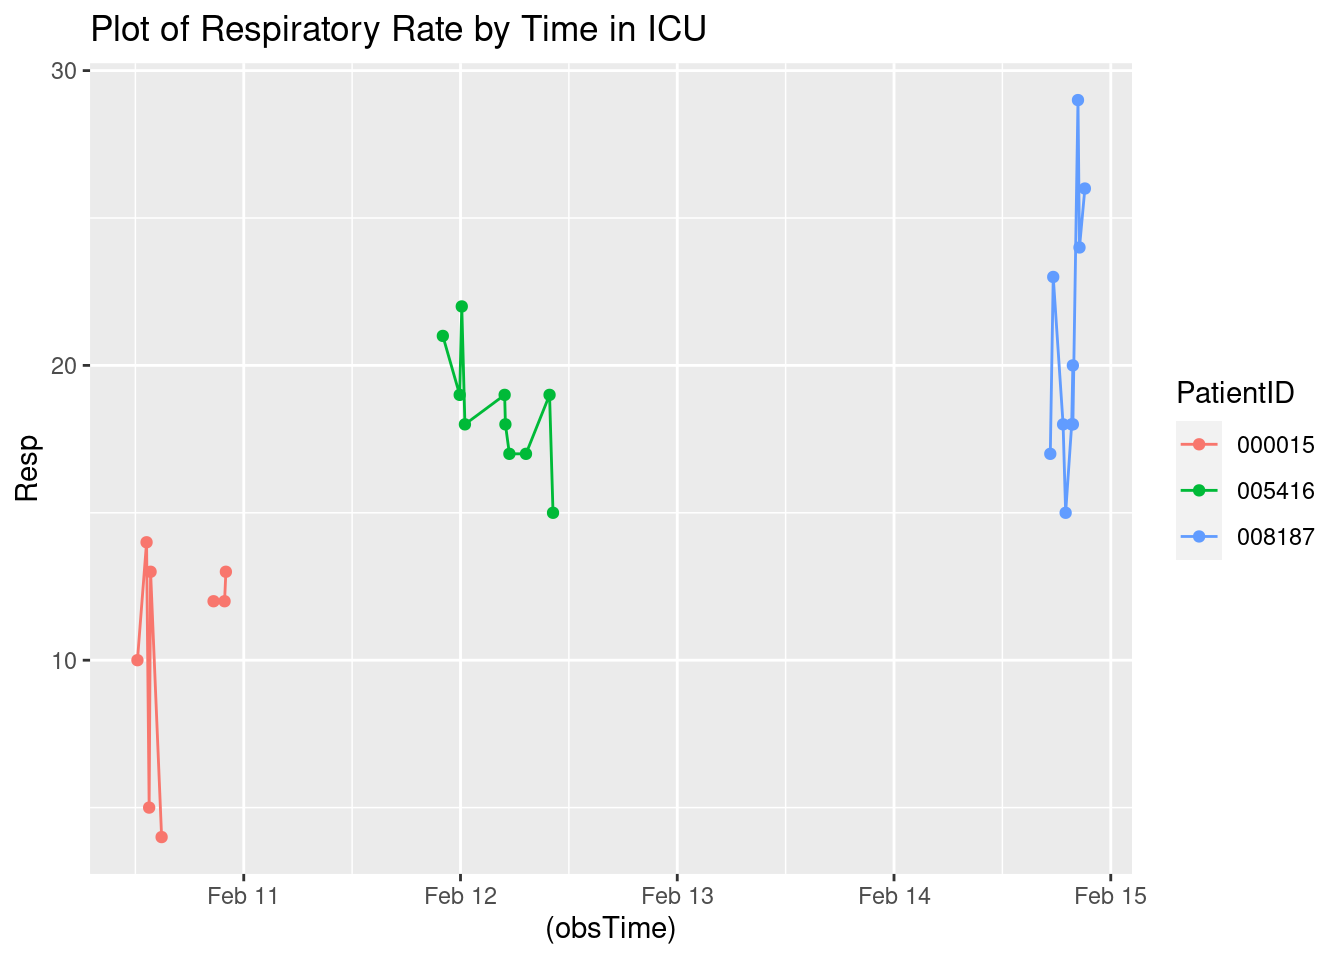 Plot of Respiratory Rate by Time in ICU
30
20
10
Resp
Feb 11 Feb 12 Feb 13 Feb 14 Feb 15
(obsTime)
PatientID
000015
005416
008187